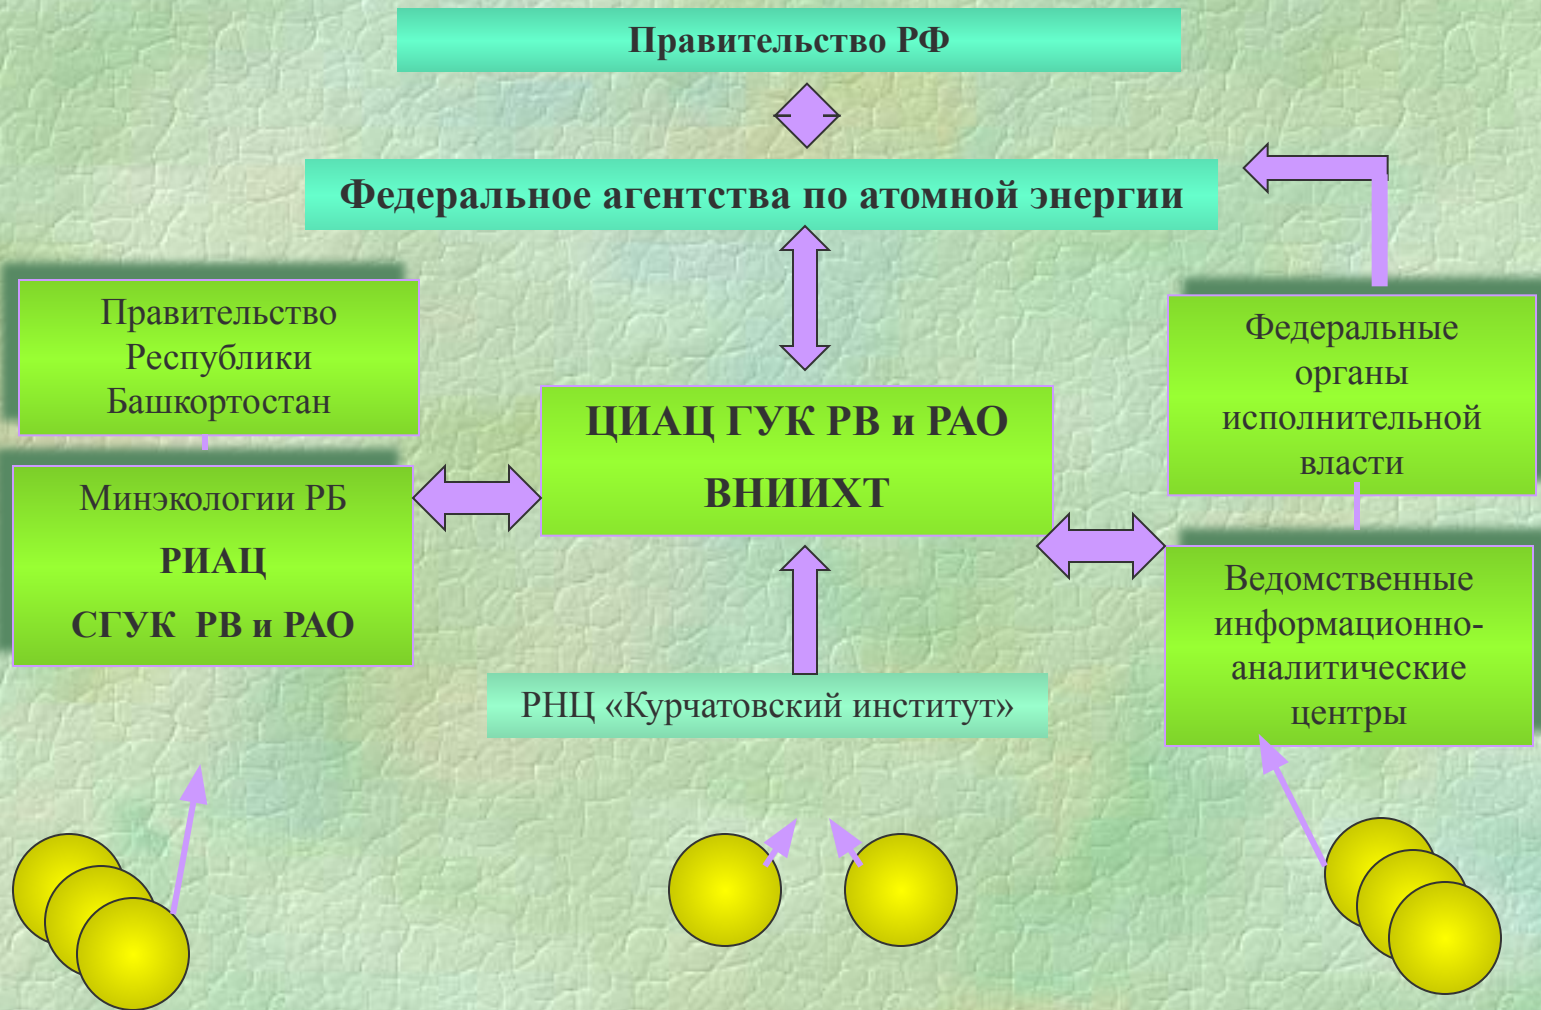 Правительство РФ
Федеральное агентства по атомной энергии
Правительство
Республики
Башкортостан
Минэкологии РБ
РИАЦ
СГУК РВ и РАО
ЦИАЦ ГУК РВ и РАО
ВНИИХТ
РНЦ «Курчатовский институт»
Федеральные
органы
исполнительной
власти
Ведомственные
информационно-
аналитические
центры